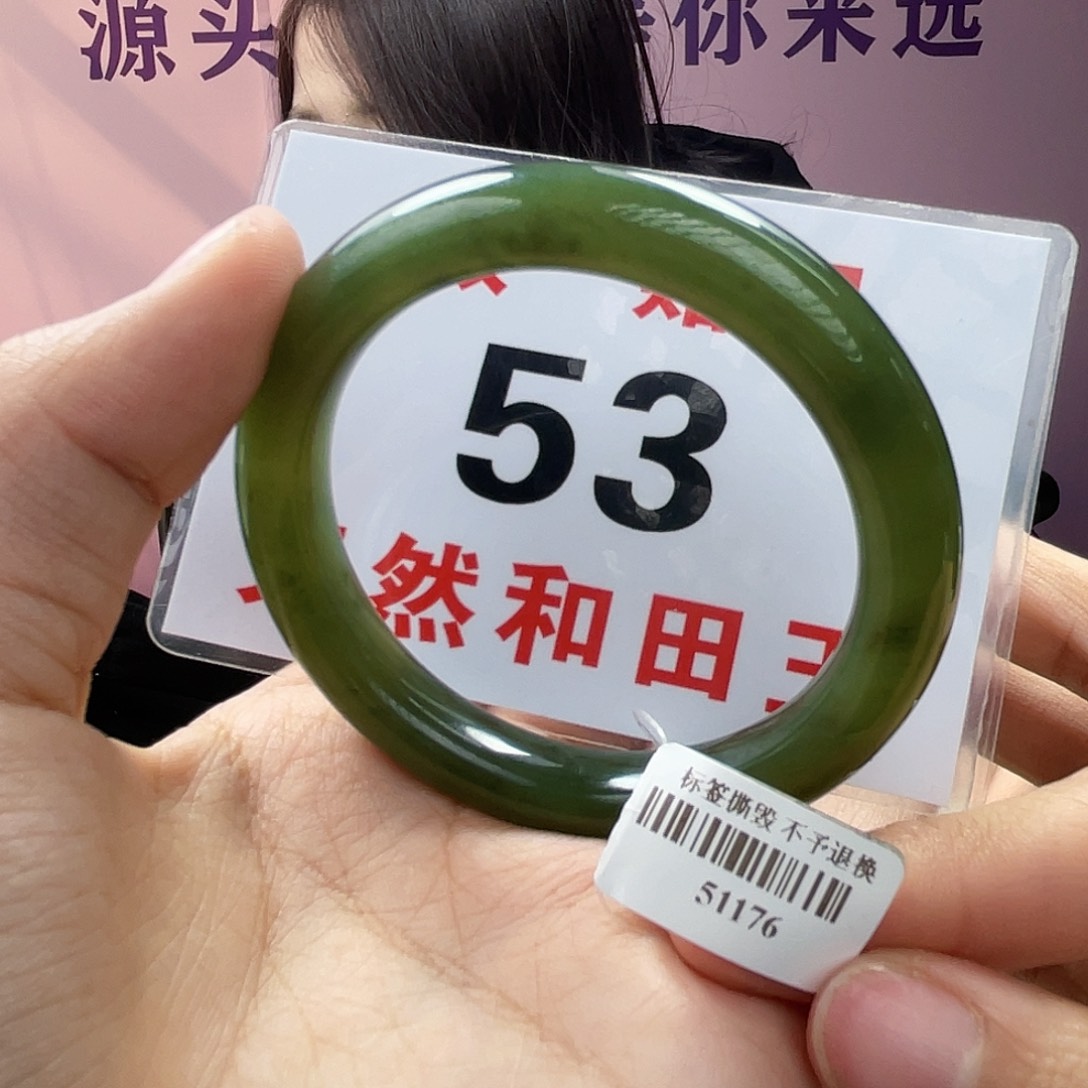 源头 你来选
53
然和田
标签撕毁 不予退换
51176